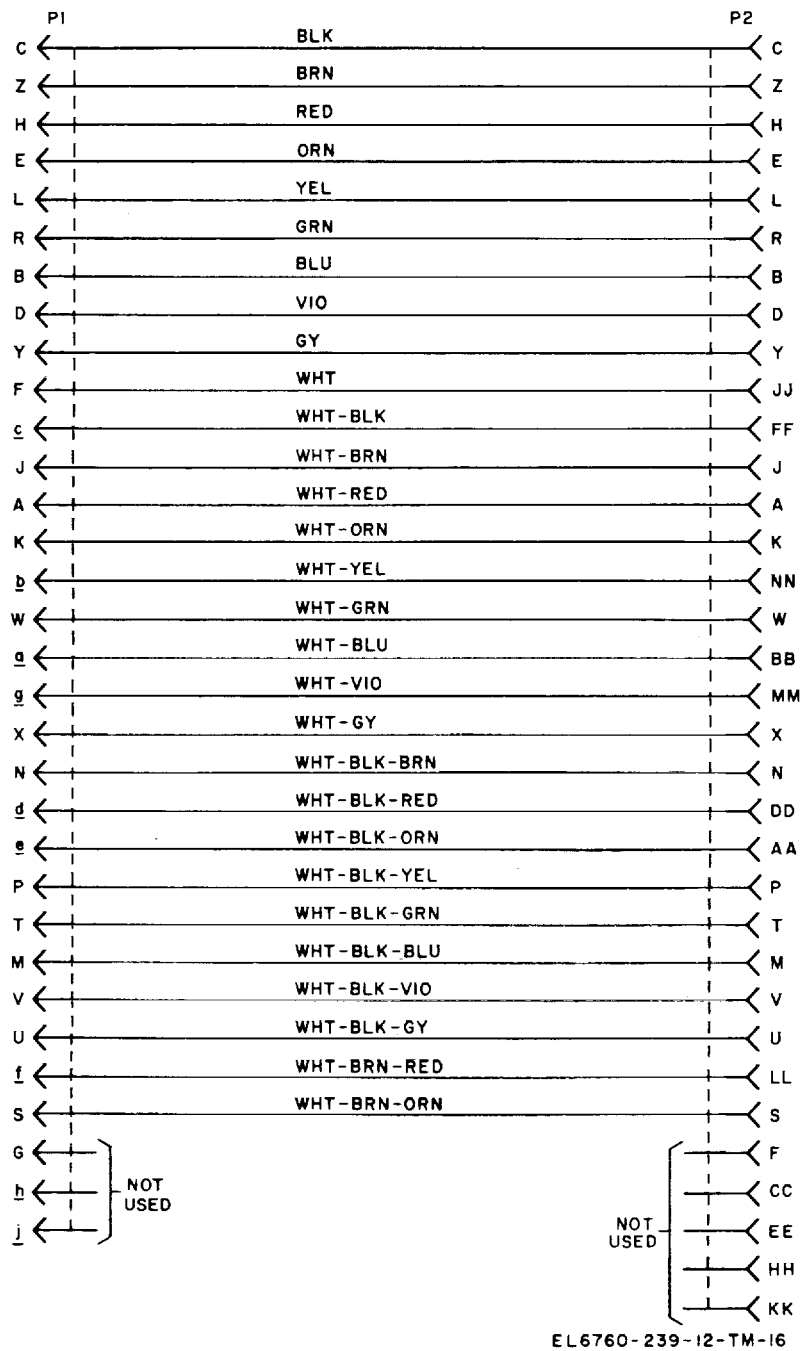 P1 P2
C BLK C
Z BRN Z
H RED H
E ORN E
L YEL L
R GRN R
B BLU B
D VIO D
Y GY Y
F WHT JJ
c WHT-BLK FF
J WHT-BRN J
A WHT-RED A
K WHT-ORN K
b WHT-YEL NN
W WHT-GRN W
a WHT-BLU BB
g WHT-VIO MM
X WHT-GY X
N WHT-BLK-BRN N
d WHT-BLK-RED DD
e WHT-BLK-ORN AA
P WHT-BLK-YEL P
T WHT-BLK-GRN T
M WHT-BLK-BLU M
V WHT-BLK-VIO V
U WHT-BLK-GY U
f WHT-BRN-RED LL
S WHT-BRN-ORN S
G F
h NOT CC
USED
j NOT EE
USED
HH
KK
EL6760-239-12-TM-16